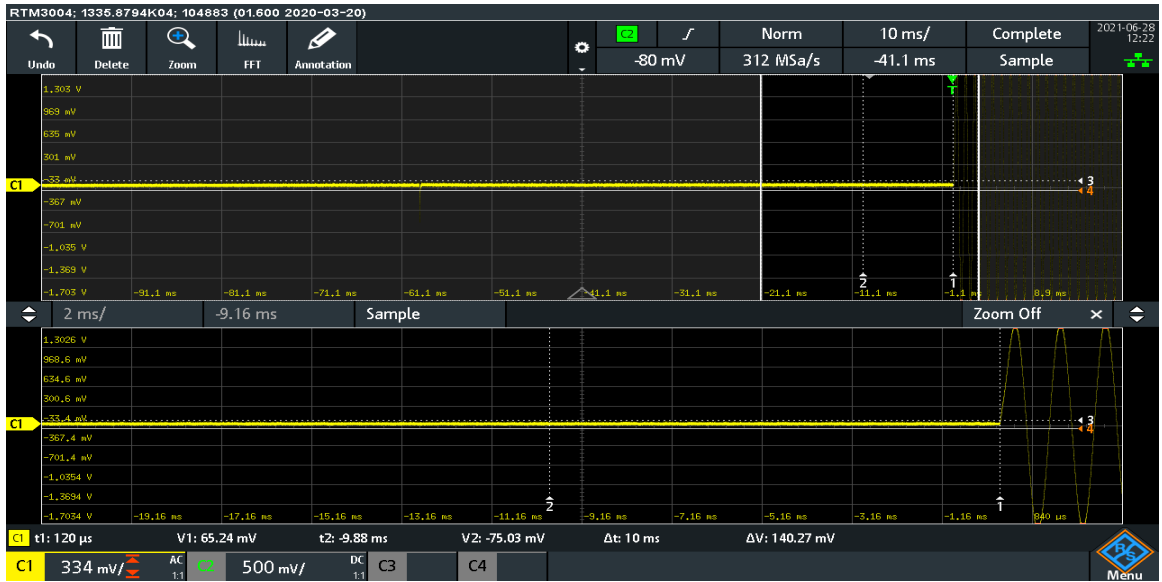 RTM3004; 1335.8794K04; 104883 (01.600 2020-03-20)
Undo Delete Zoom FFT Annotation
C2 Norm 10 ms/ Complete 2021-06-28
12:22
-80 mV 312 MSa/s -41.1 ms Sample
T
1.303 V
969 mV
635 mV
301 mV
-33 mV
C1
3
4
-367 mV
-701 mV
-1.035 V
-1.369 V
2 1
-1.703 V -91.1 ms -81.1 ms -71.1 ms -61.1 ms -51.1 ms -41.1 ms -31.1 ms -21.1 ms -11.1 ms -1.1 ms 8.9 ms
2 ms/ -9.16 ms Sample Zoom Off ×
1.3026 V
968.6 mV
634.6 mV
300.6 mV
-33.4 mV
C1
3
4
-367.4 mV
-701.4 mV
-1.0354 V
-1.3694 V
2 1
-1.7034 V -19.16 ms -17.16 ms -15.16 ms -13.16 ms -11.16 ms -9.16 ms -7.16 ms -5.16 ms -3.16 ms -1.16 ms 840 µs
C1 t1: 120 µs V1: 65.24 mV t2: -9.88 ms V2: -75.03 mV Δt: 10 ms ΔV: 140.27 mV
C1 334 mV/ AC 1:1 C2 500 mV/ DC 1:1 C3 C4
R&S
Menu